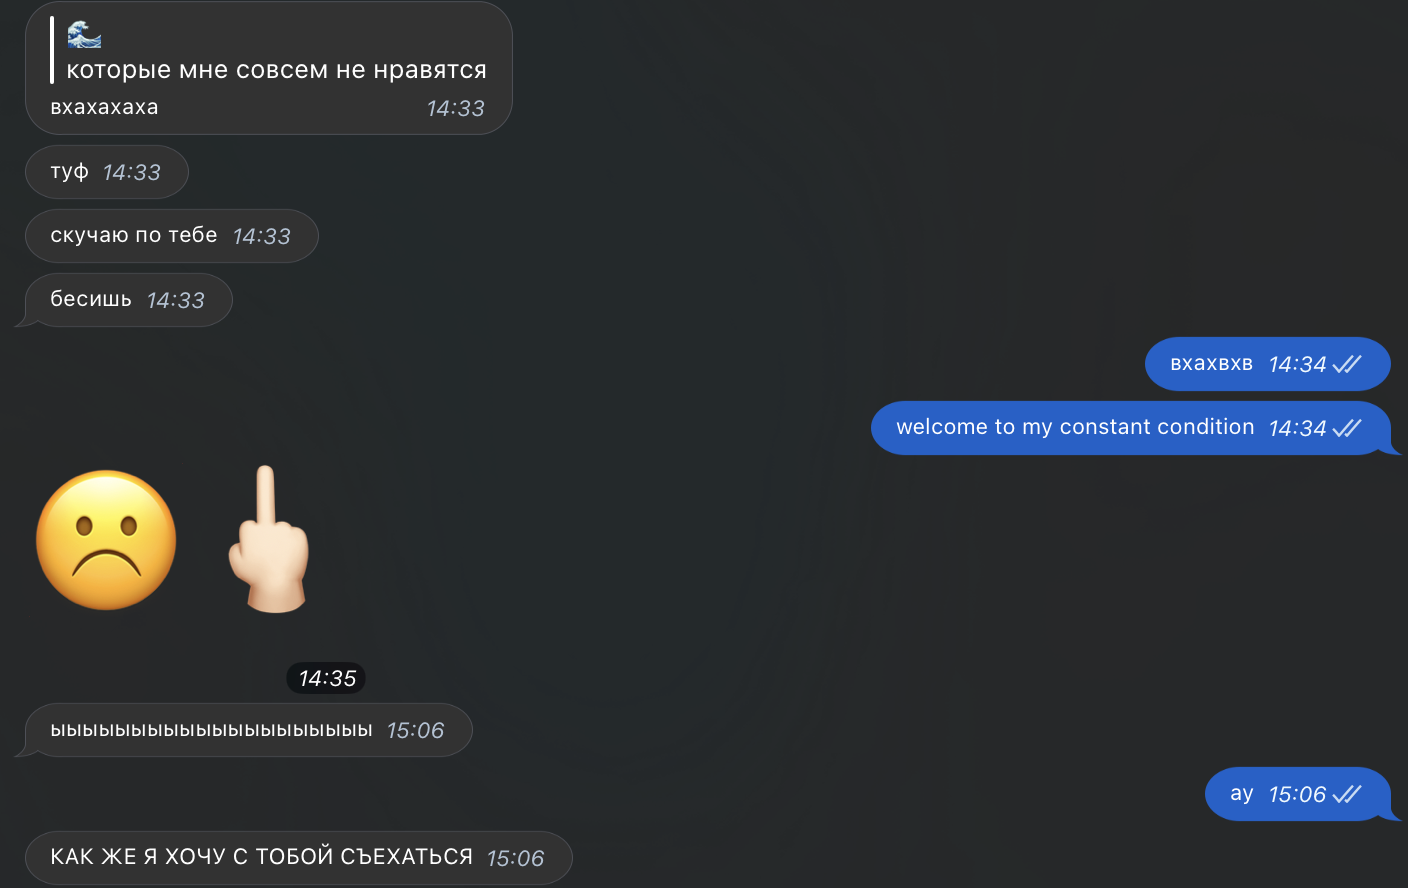 🌊
которые мне совсем не нравятся
вхахахаха 14:33
туф 14:33
скучаю по тебе 14:33
бесишь 14:33
вхахвхв 14:34
welcome to my constant condition 14:34
14:35
ыыыыыыыыыыыыыыыыыыыы 15:06
ау 15:06
КАК ЖЕ Я ХОЧУ С ТОБОЙ СЪЕХАТЬСЯ 15:06